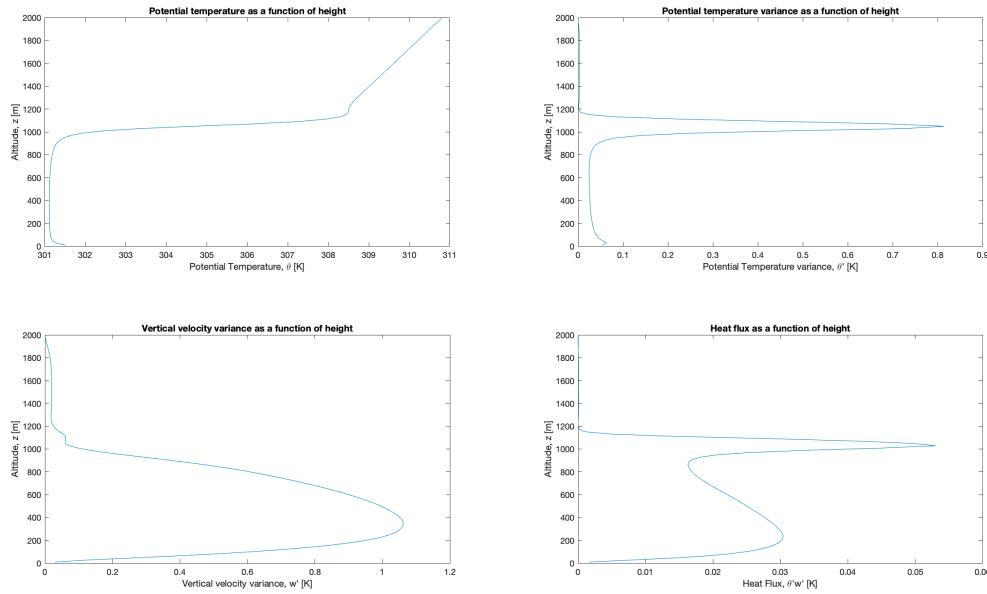 Potential temperature as a function of height
2000
1800
1600
1400
1200
1000
800
600
400
200
0
Altitude, z [m]
301 302 303 304 305 306 307 308 309 310 311
Potential Temperature, θ [K]
Potential temperature variance as a function of height
2000
1800
1600
1400
1200
1000
800
600
400
200
0
Altitude, z [m]
0 0.1 0.2 0.3 0.4 0.5 0.6 0.7 0.8 0.9
Potential Temperature variance, θ' [K]
Vertical velocity variance as a function of height
2000
1800
1600
1400
1200
1000
800
600
400
200
0
Altitude, z [m]
0 0.2 0.4 0.6 0.8 1 1.2
Vertical velocity variance, w' [K]
Heat flux as a function of height
2000
1800
1600
1400
1200
1000
800
600
400
200
0
Altitude, z [m]
0 0.01 0.02 0.03 0.04 0.05 0.06
Heat Flux, θ'w' [K]